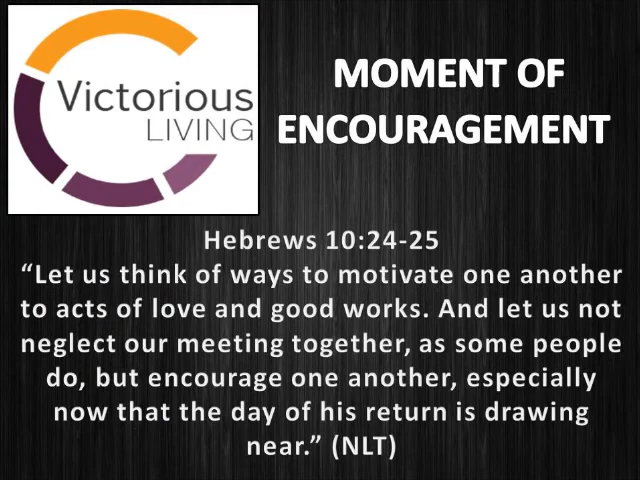 Victorious
LIVING
MOMENT OF
ENCOURAGEMENT
Hebrews 10:24-25
“Let us think of ways to motivate one another
to acts of love and good works. And let us not
neglect our meeting together, as some people
do, but encourage one another, especially
now that the day of his return is drawing
near.” (NLT)